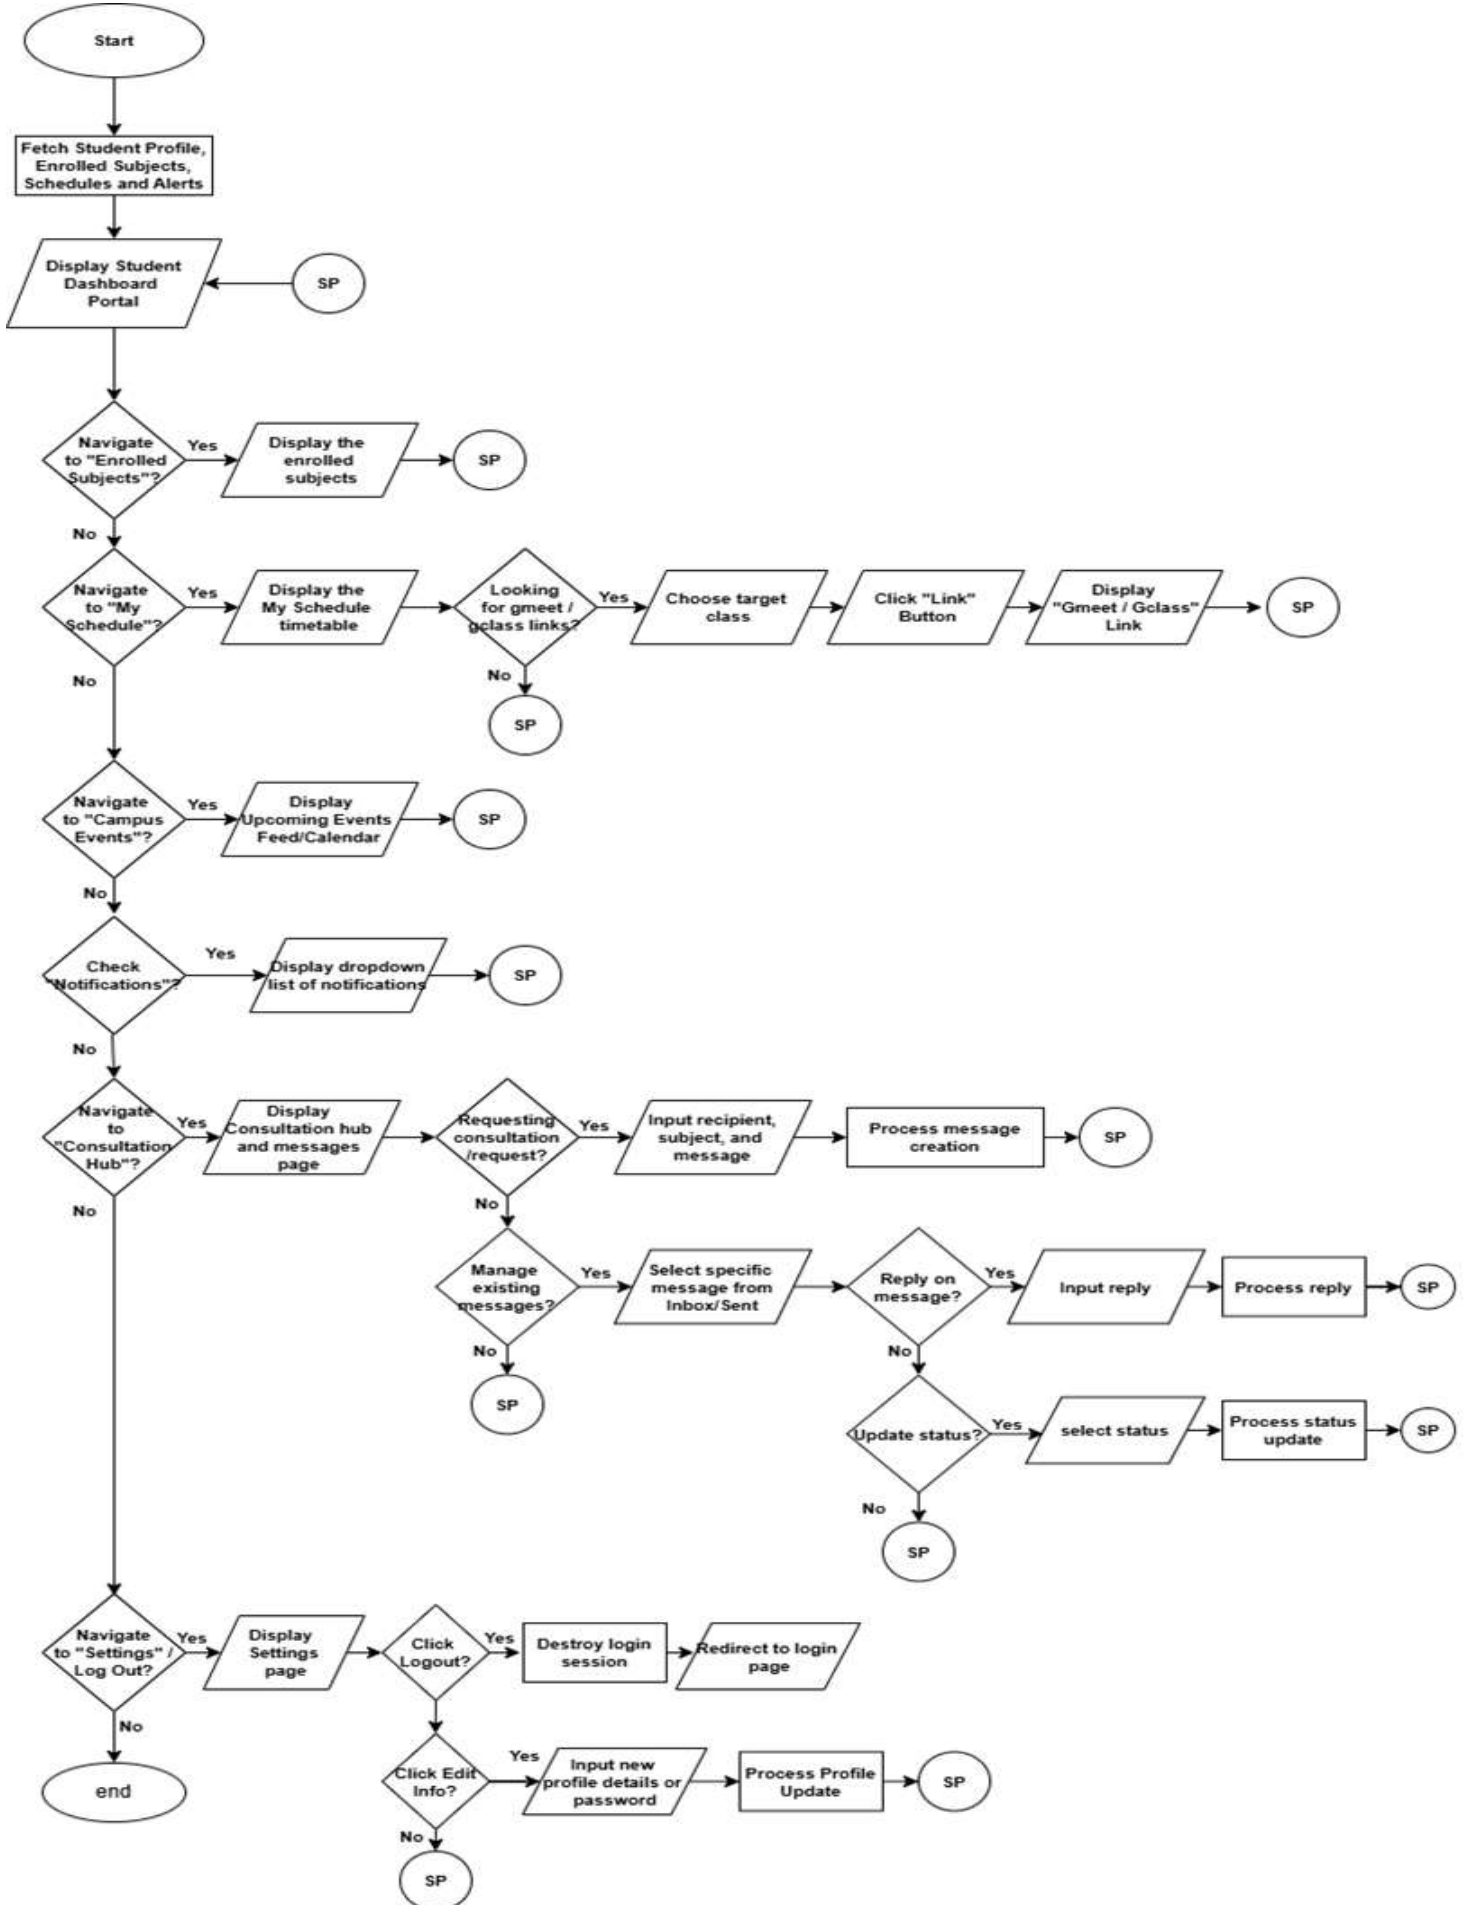 Start
Fetch Student Profile,
Enrolled Subjects,
Schedules and Alerts
Display Student
Dashboard
Portal
SP
Navigate
to "Enrolled
Subjects"?
Yes
Display the
enrolled
subjects
SP
No
Navigate
to "My
Schedule"?
Yes
Display the
My Schedule
timetable
Looking
for gmeet /
gclass links?
Yes
Choose target
class
Click "Link"
Button
Display
"Gmeet / Gclass"
Link
SP
No
SP
No
Navigate
to "Campus
Events"?
Yes
Display
Upcoming Events
Feed/Calendar
SP
No
Check
"Notifications"?
Yes
Display dropdown
list of notifications
SP
No
Navigate
to
"Consultation
Hub"?
Yes
Display
Consultation hub
and messages
page
Requesting
consultation
/request?
Yes
Input recipient,
subject, and
message
Process message
creation
SP
No
No
Manage
existing
messages?
Yes
Select specific
message from
Inbox/Sent
Reply on
message?
Yes
Input reply
Process reply
SP
No
SP
No
Update status?
Yes
select status
Process status
update
SP
No
SP
Navigate
to "Settings" /
Log Out?
Yes
Display
Settings
page
Click
Logout?
Yes
Destroy login
session
Redirect to login
page
No
end
Click Edit
Info?
Yes
Input new
profile details or
password
Process Profile
Update
SP
No
SP